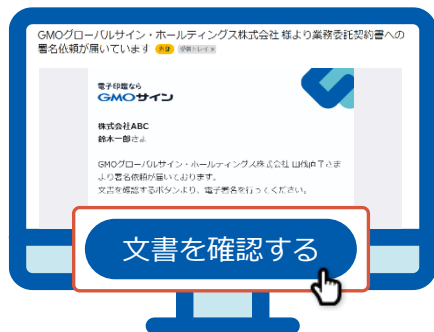 GMOグローバルサイン・ホールディングス株式会社 様より業務委託契約書への
署名依頼が届いています 外部 受信トレイ×
電子印鑑なら
GMOサイン
株式会社ABC
鈴木一郎さま
GMOグローバルサイン・ホールディングス株式会社
より署名依頼が届いております。
文書を確認するボタンより、電子署名を行ってください。
文書を確認する